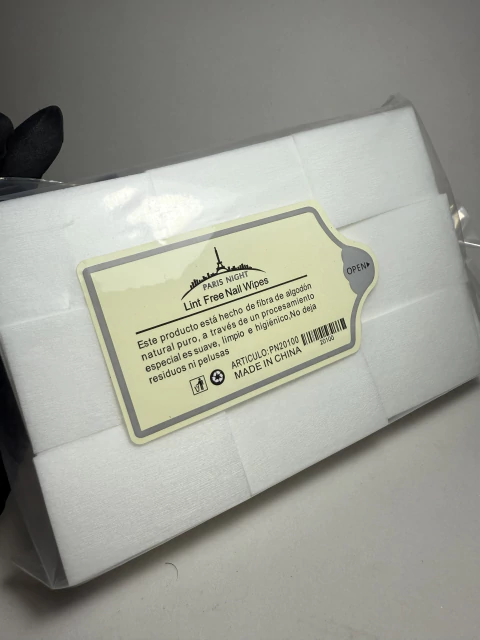 PARIS NIGHT
Lint Free Nail Wipes
OPEN
Este producto está hecho de fibra de algodón
natural puro, a través de un procesamiento
especial es suave, limpio e higiénico,No deja
residuos ni pelusas
ARTICULO:PN20100
20100
MADE IN CHINA